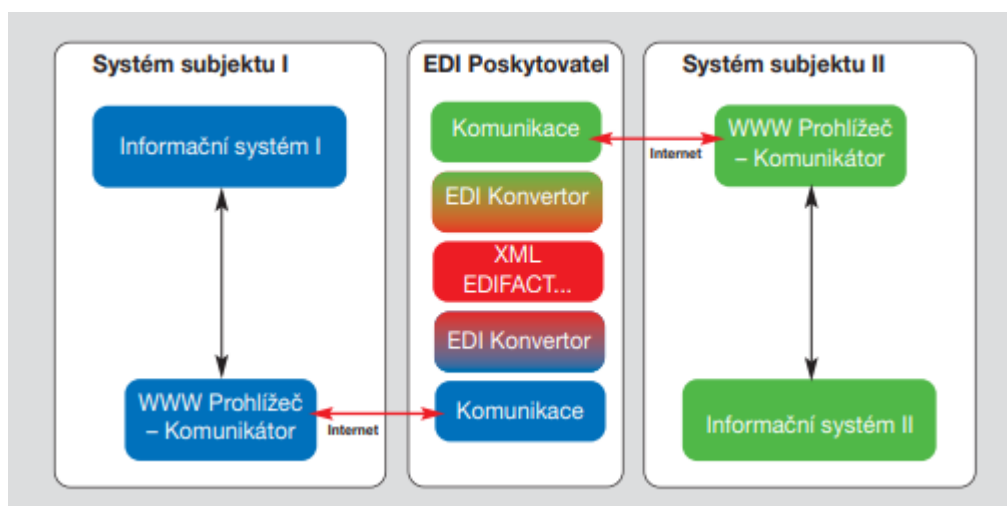 Systém subjektu I
Informační systém I
WWW Prohlížeč
– Komunikátor
Internet
EDI Poskytovatel
Komunikace
EDI Konvertor
XML
EDIFACT...
EDI Konvertor
Komunikace
Systém subjektu II
Internet
WWW Prohlížeč
– Komunikátor
Informační systém II